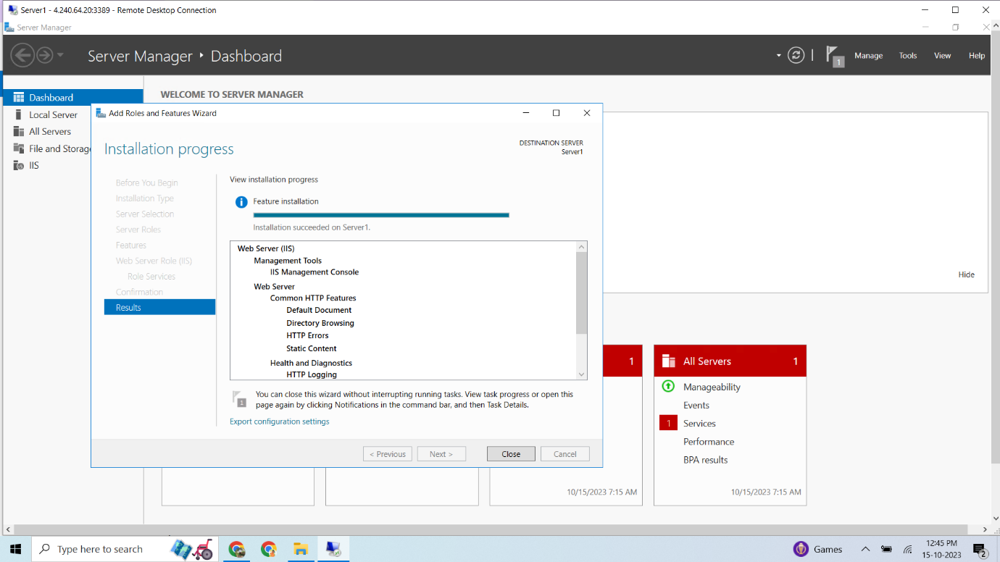 Server1 - 4.240.64.20:3389 - Remote Desktop Connection
Server Manager
Server Manager Dashboard
1
Manage Tools View Help
Dashboard
Local Server
All Servers
File and Storage
IIS
WELCOME TO SERVER MANAGER
Add Roles and Features Wizard
Installation progress
DESTINATION SERVER
Server1
Before You Begin
Installation Type
Server Selection
Server Roles
Features
Web Server Role (IIS)
Role Services
Confirmation
Results
View installation progress
Feature installation
Installation succeeded on Server1.
Web Server (IIS)
Management Tools
IIS Management Console
Web Server
Common HTTP Features
Default Document
Directory Browsing
HTTP Errors
Static Content
Health and Diagnostics
HTTP Logging
1
You can close this wizard without interrupting running tasks. View task progress or open this
page again by clicking Notifications in the command bar, and then Task Details.
Export configuration settings
< Previous Next > Close Cancel
Hide
1
10/15/2023 7:15 AM
All Servers 1
Manageability
Events
1 Services
Performance
BPA results
10/15/2023 7:15 AM
Type here to search
Games
12:45 PM
15-10-2023
2